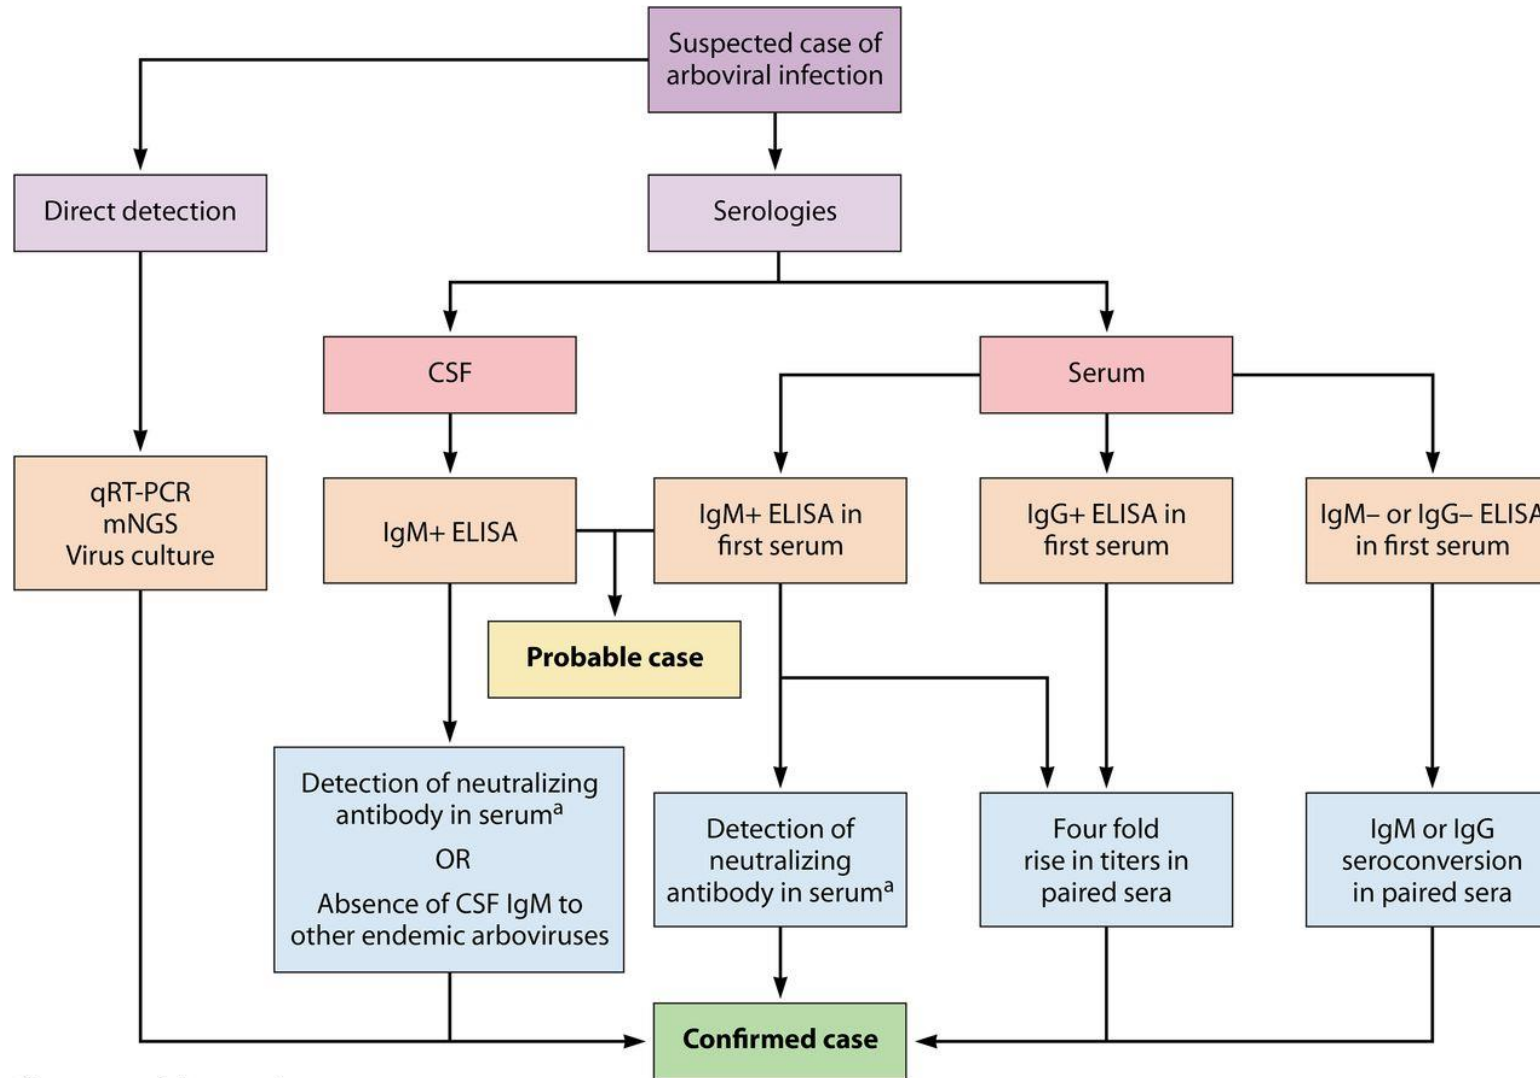 Suspected case of
arboviral infection
Direct detection
Serologies
CSF
Serum
qRT-PCR
mNGS
Virus culture
IgM+ ELISA
IgM+ ELISA in
first serum
IgG+ ELISA in
first serum
IgM– or IgG– ELISA
in first serum
Probable case
Detection of neutralizing
antibody in serumª
OR
Absence of CSF IgM to
other endemic arboviruses
Detection of
neutralizing
antibody in serumª
Four fold
rise in titers in
paired sera
IgM or IgG
seroconversion
in paired sera
Confirmed case